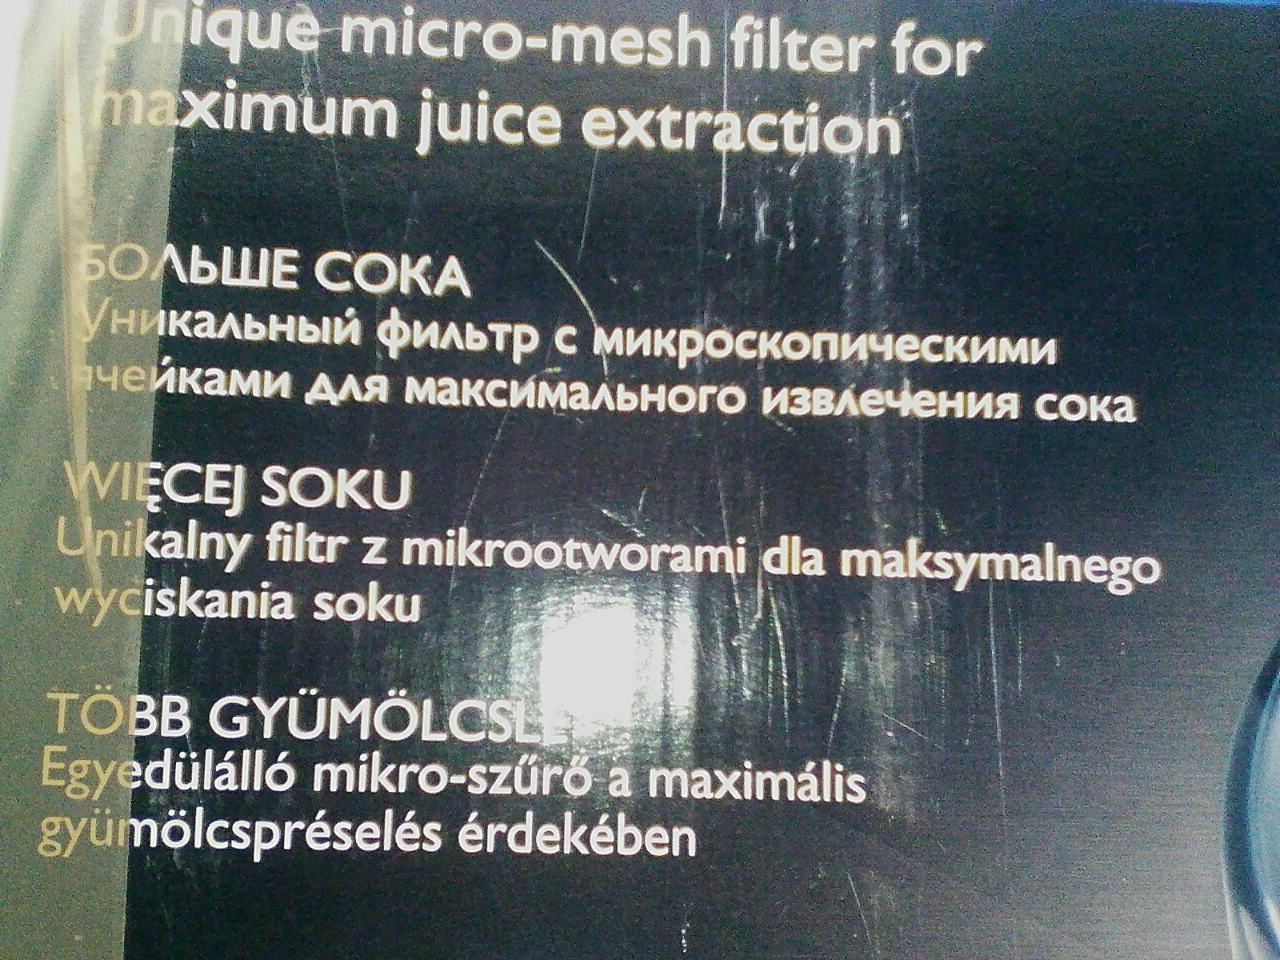 Unique micro-mesh filter for
maximum juice extraction
БОЛЬШЕ СОКА
Уникальный фильтр с микроскопическими
ячейками для максимального извлечения сока
WIĘCEJ SOKU
Unikalny filtr z mikrootworami dla maksymalnego
wyciskania soku
TÖBB
Egyedülálló mikro-szűrő a maximális
gyümölcspréselés érdekében